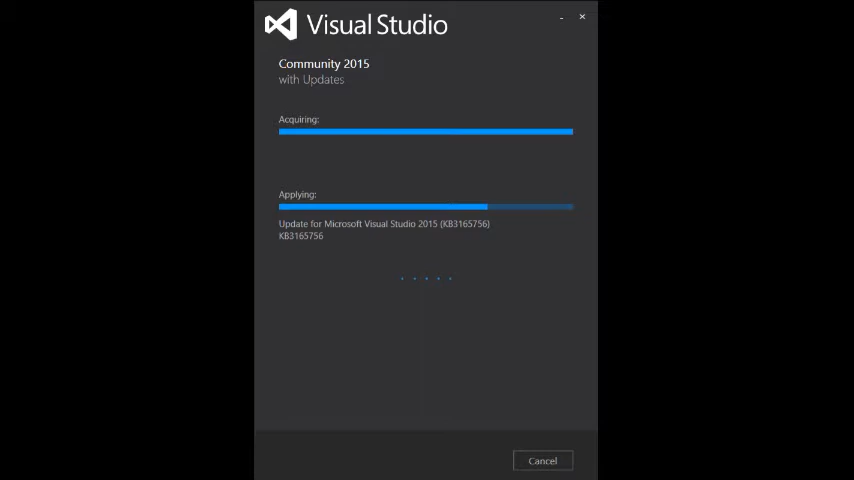 Visual Studio
Community 2015
with Updates
Acquiring:
Applying:
Update for Microsoft Visual Studio 2015 (KB3165756)
KB3165756
Cancel